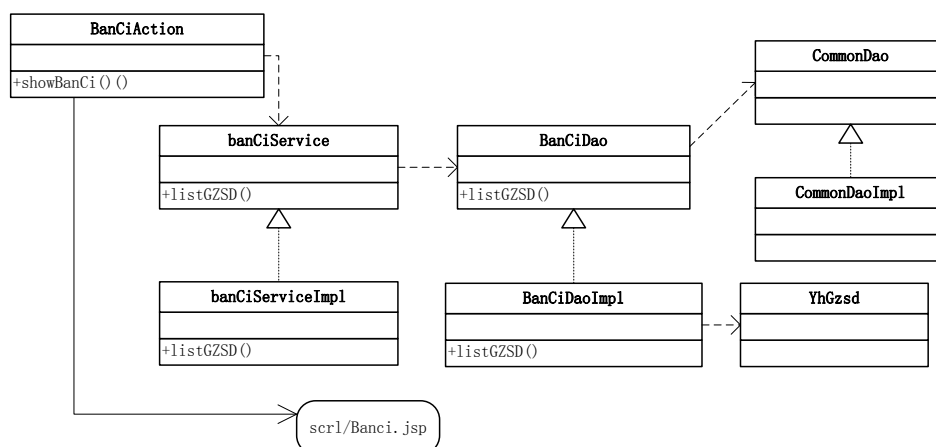 BanCiAction
+showBanCi()()
CommonDao
banCiService
+listGZSD()
BanCiDao
+listGZSD()
CommonDaoImpl
banCiServiceImpl
+listGZSD()
BanCiDaoImpl
+listGZSD()
YhGzsd
scrl/Banci.jsp